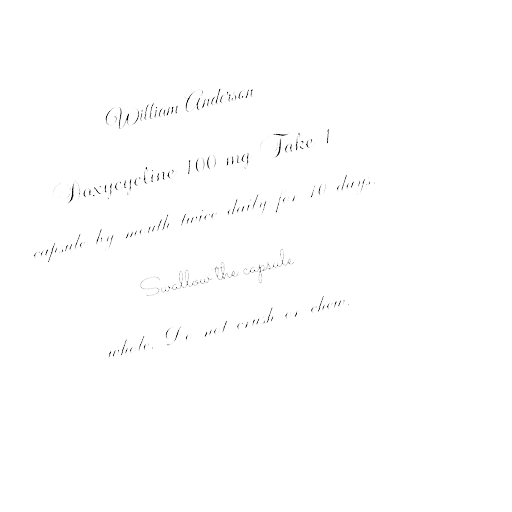 William Anderson
Doxycycline 100 mg Take 1
capsule by mouth twice daily for 10 days.
Swallow the capsule
whole. Do not crush or chew.